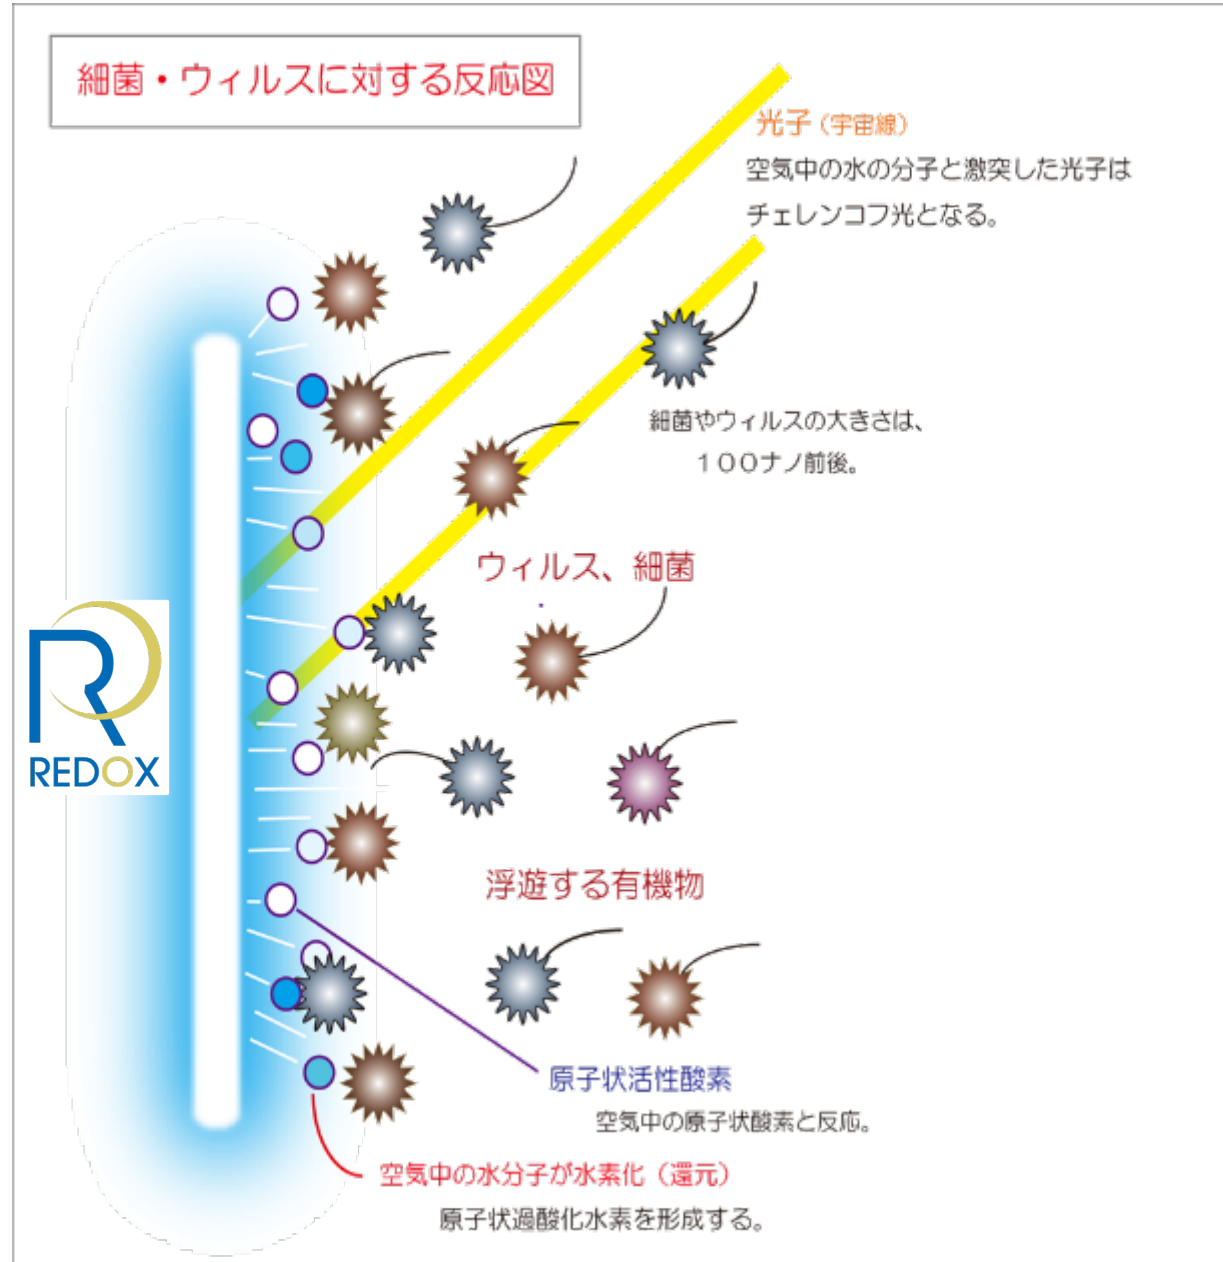 細菌・ウィルスに対する反応図
光子（宇宙線）
空気中の水の分子と激突した光子は
チェレンコフ光となる。
細菌やウィルスの大きさは、
１００ナノ前後。
ウィルス、細菌
REDOX
浮遊する有機物
原子状活性酸素
空気中の原子状酸素と反応。
空気中の水分子が水素化（還元）
原子状過酸化水素を形成する。